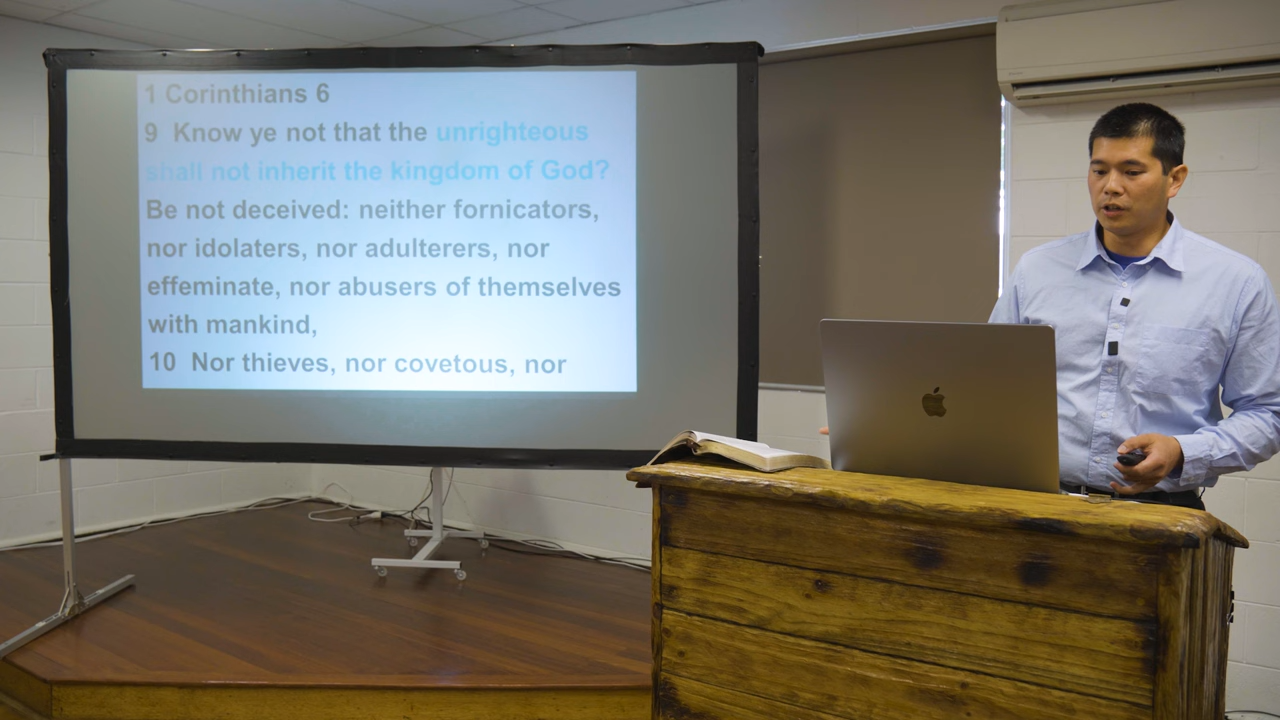 1 Corinthians 6
9 Know ye not that the unrighteous
shall not inherit the kingdom of God?
Be not deceived: neither fornicators,
nor idolaters, nor adulterers, nor
effeminate, nor abusers of themselves
with mankind,
10 Nor thieves, nor covetous, nor